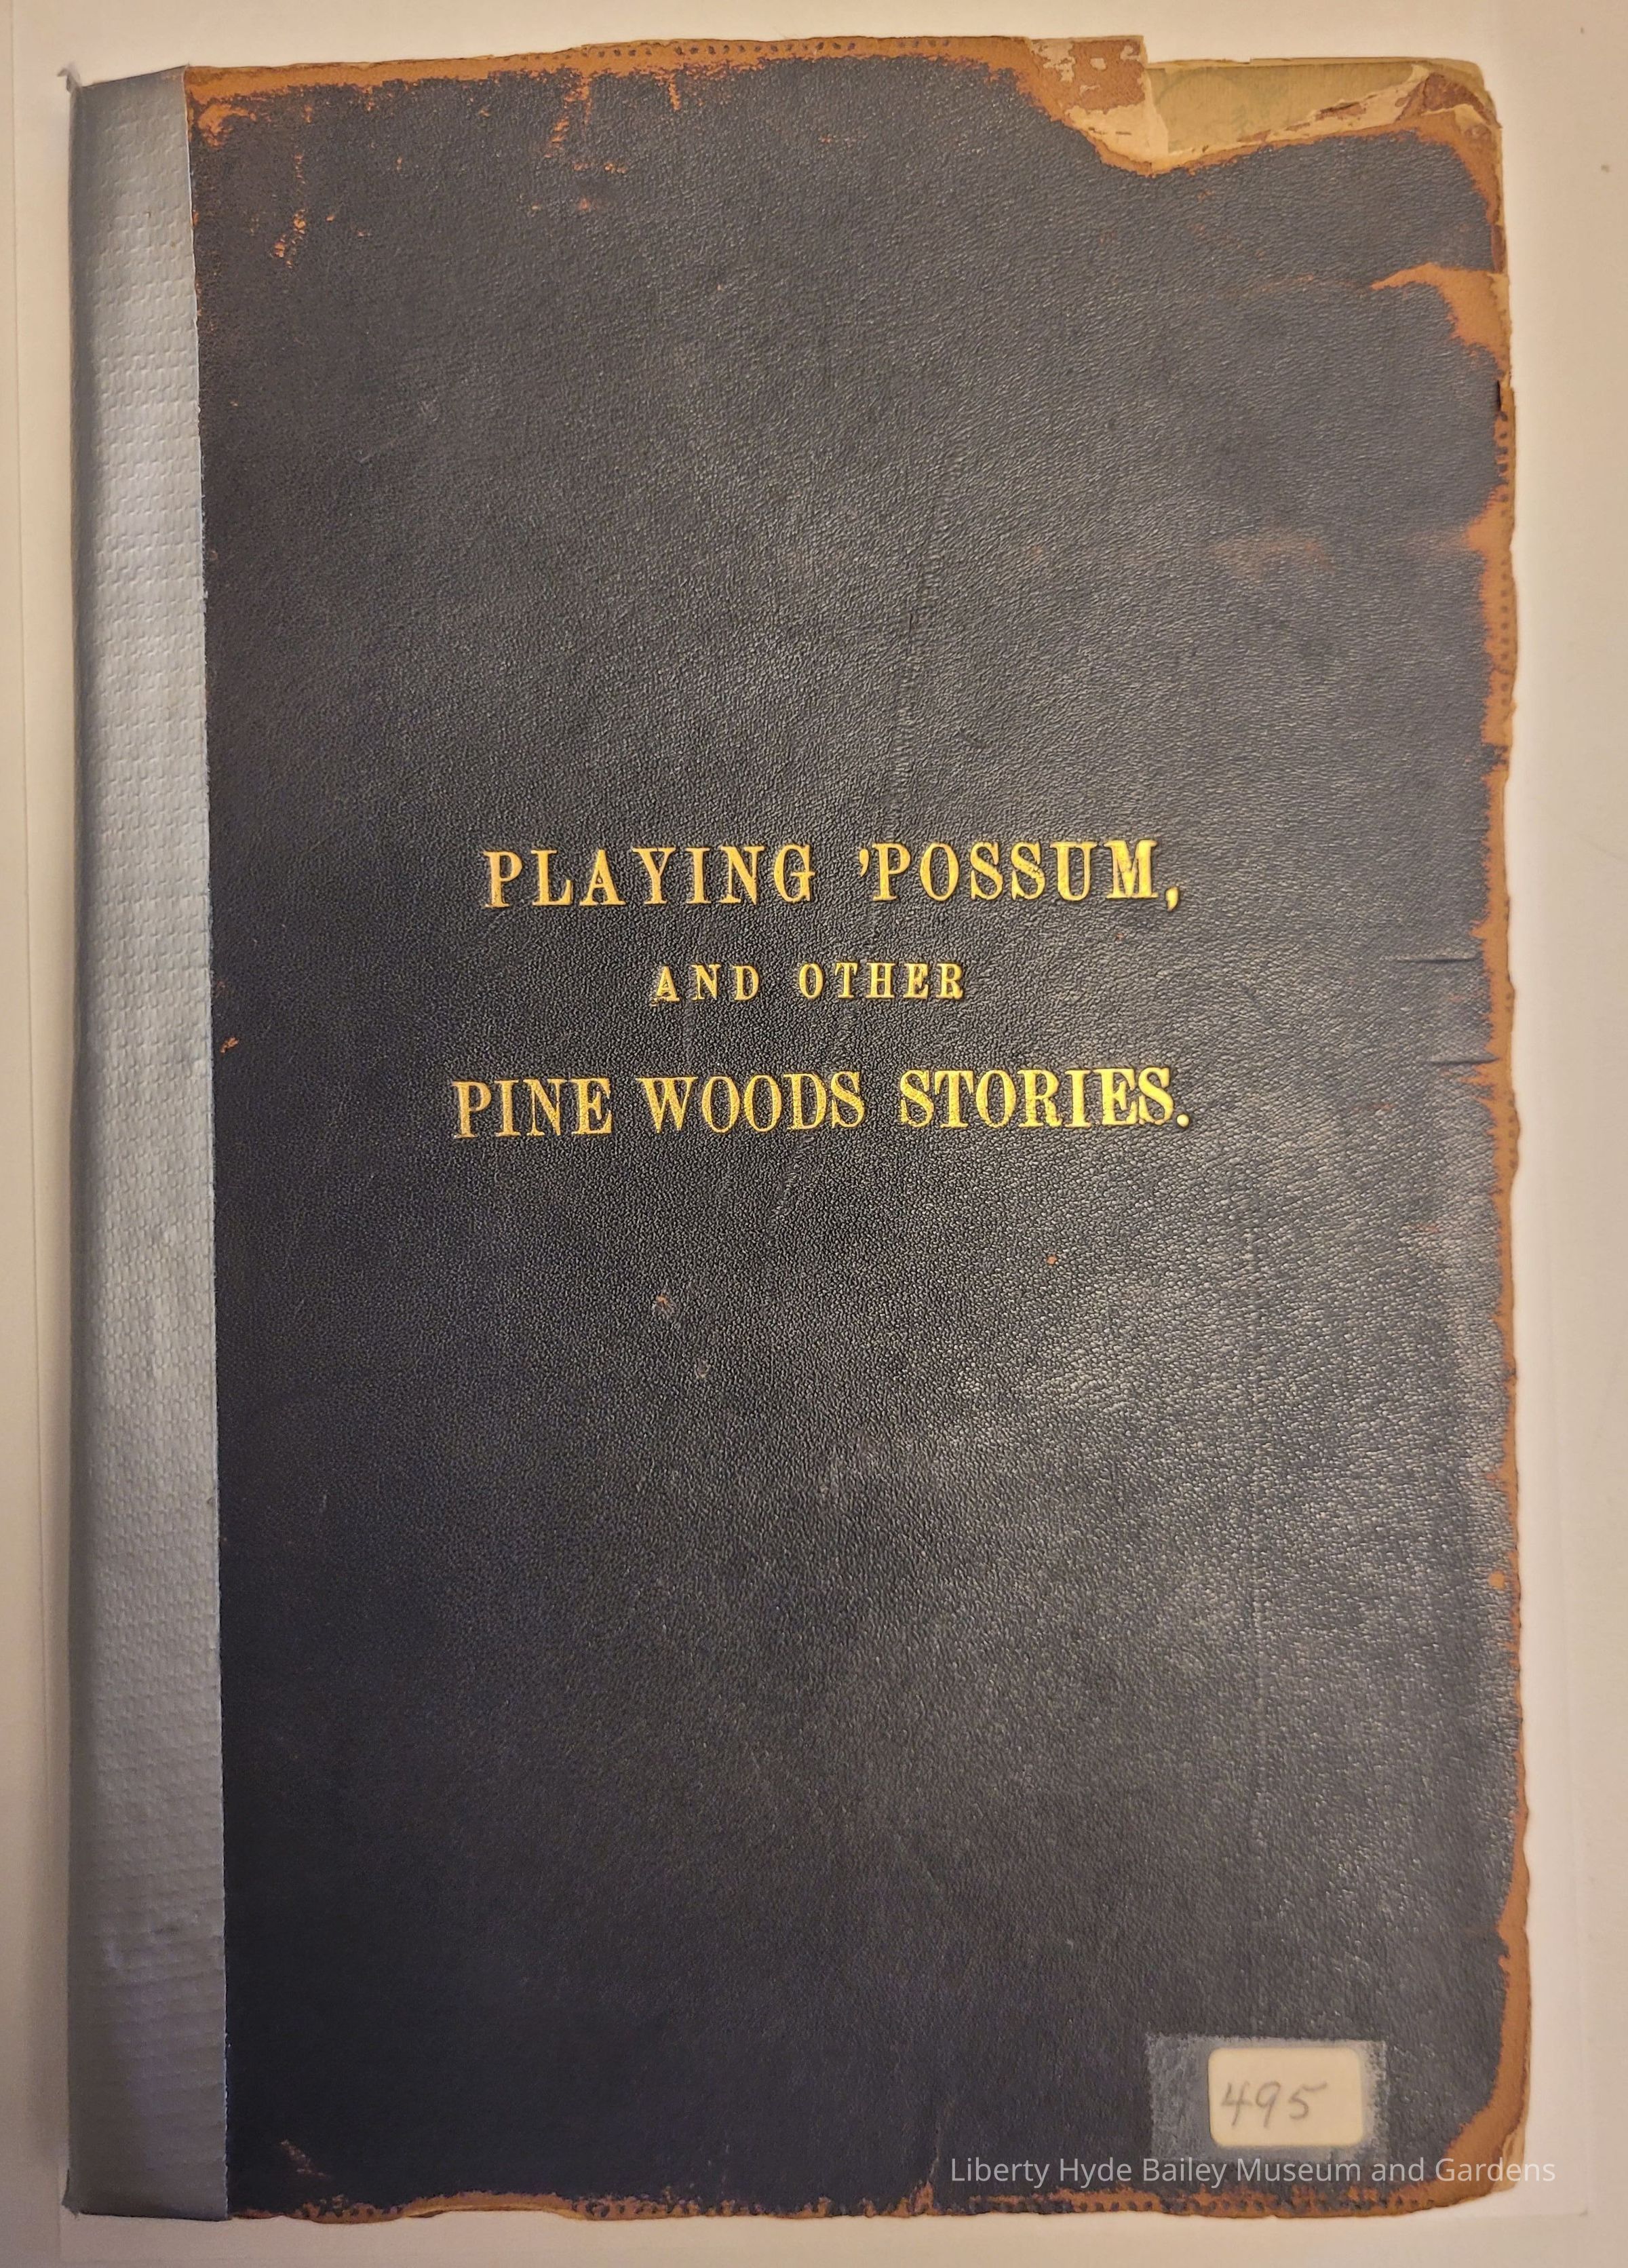 PLAYING 'POSSUM,
AND OTHER
PINE WOODS STORIES.
495
Liberty Hyde Bailey Museum and Gardens